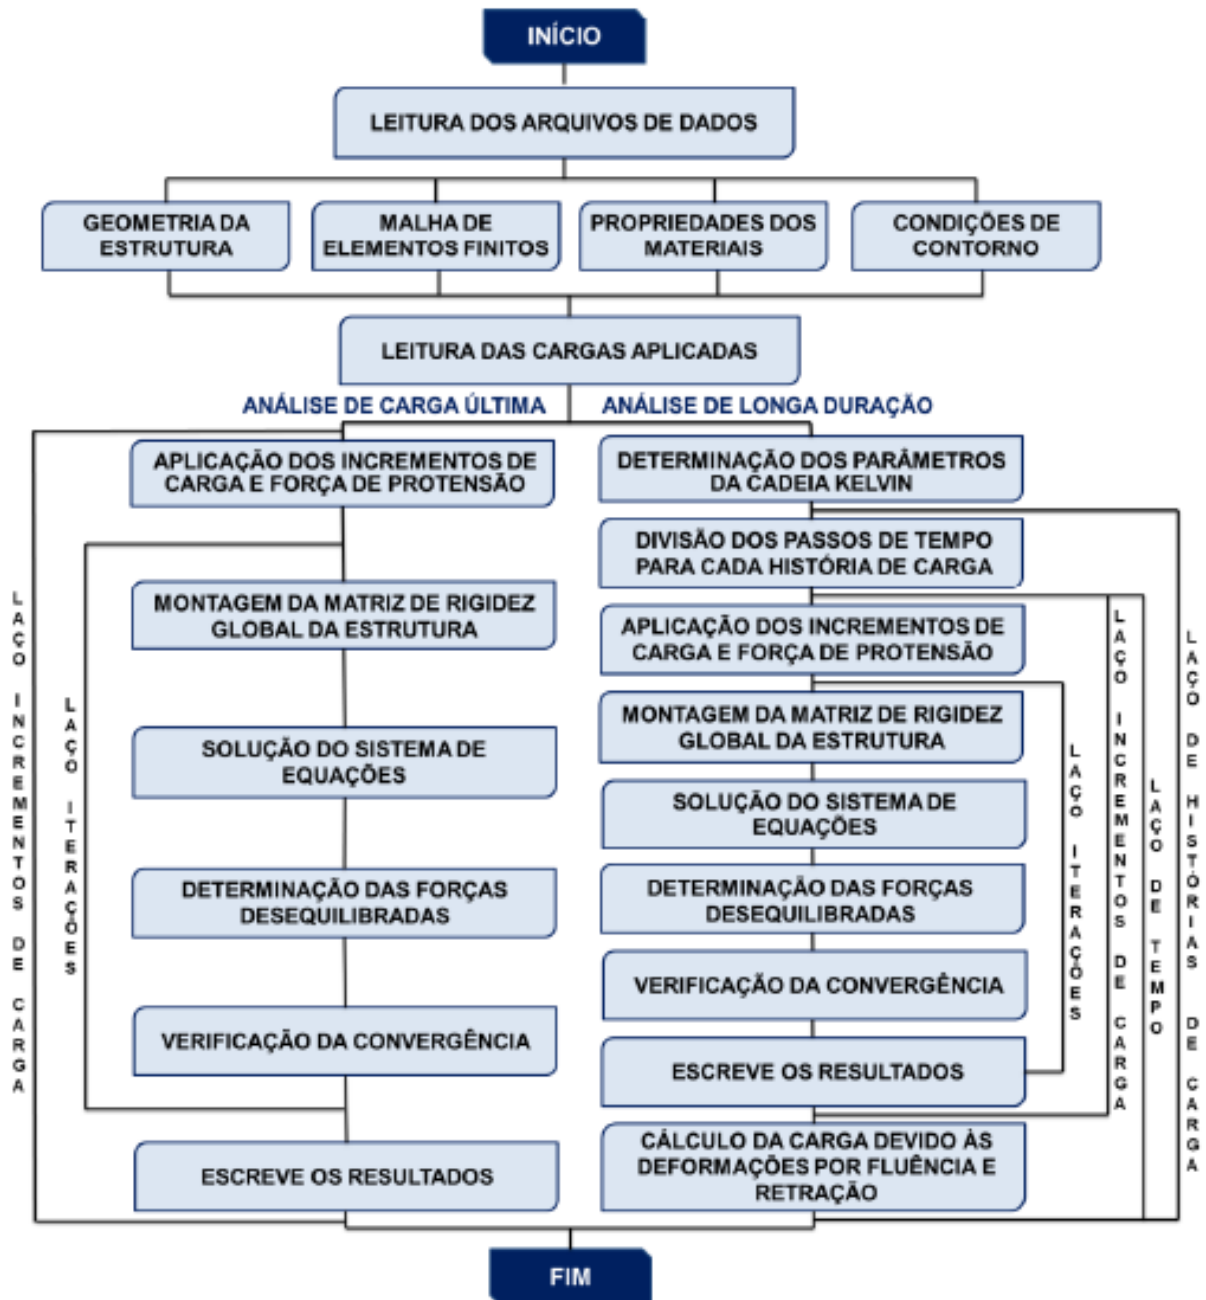 INÍCIO
LEITURA DOS ARQUIVOS DE DADOS
GEOMETRIA DA
ESTRUTURA
MALHA DE
ELEMENTOS FINITOS
PROPRIEDADES DOS
MATERIAIS
CONDIÇÕES DE
CONTORNO
LEITURA DAS CARGAS APLICADAS
ANÁLISE DE CARGA ÚLTIMA
APLICAÇÃO DOS INCREMENTOS DE
CARGA E FORÇA DE PROTENSÃO
MONTAGEM DA MATRIZ DE RIGIDEZ
GLOBAL DA ESTRUTURA
SOLUÇÃO DO SISTEMA DE
EQUAÇÕES
DETERMINAÇÃO DAS FORÇAS
DESEQUILIBRADAS
VERIFICAÇÃO DA CONVERGÊNCIA
ESCREVE OS RESULTADOS
LAÇO INCREMENTOS DE CARGA
LAÇO ITERAÇÕES
ANÁLISE DE LONGA DURAÇÃO
DETERMINAÇÃO DOS PARÂMETROS
DA CADEIA KELVIN
DIVISÃO DOS PASSOS DE TEMPO
PARA CADA HISTÓRIA DE CARGA
APLICAÇÃO DOS INCREMENTOS DE
CARGA E FORÇA DE PROTENSÃO
MONTAGEM DA MATRIZ DE RIGIDEZ
GLOBAL DA ESTRUTURA
SOLUÇÃO DO SISTEMA DE
EQUAÇÕES
DETERMINAÇÃO DAS FORÇAS
DESEQUILIBRADAS
VERIFICAÇÃO DA CONVERGÊNCIA
ESCREVE OS RESULTADOS
CÁLCULO DA CARGA DEVIDO ÀS
DEFORMAÇÕES POR FLUÊNCIA E
RETRAÇÃO
LAÇO ITERAÇÕES
LAÇO INCREMENTOS DE CARGA
LAÇO DE TEMPO
LAÇO DE HISTÓRIAS DE CARGA
FIM